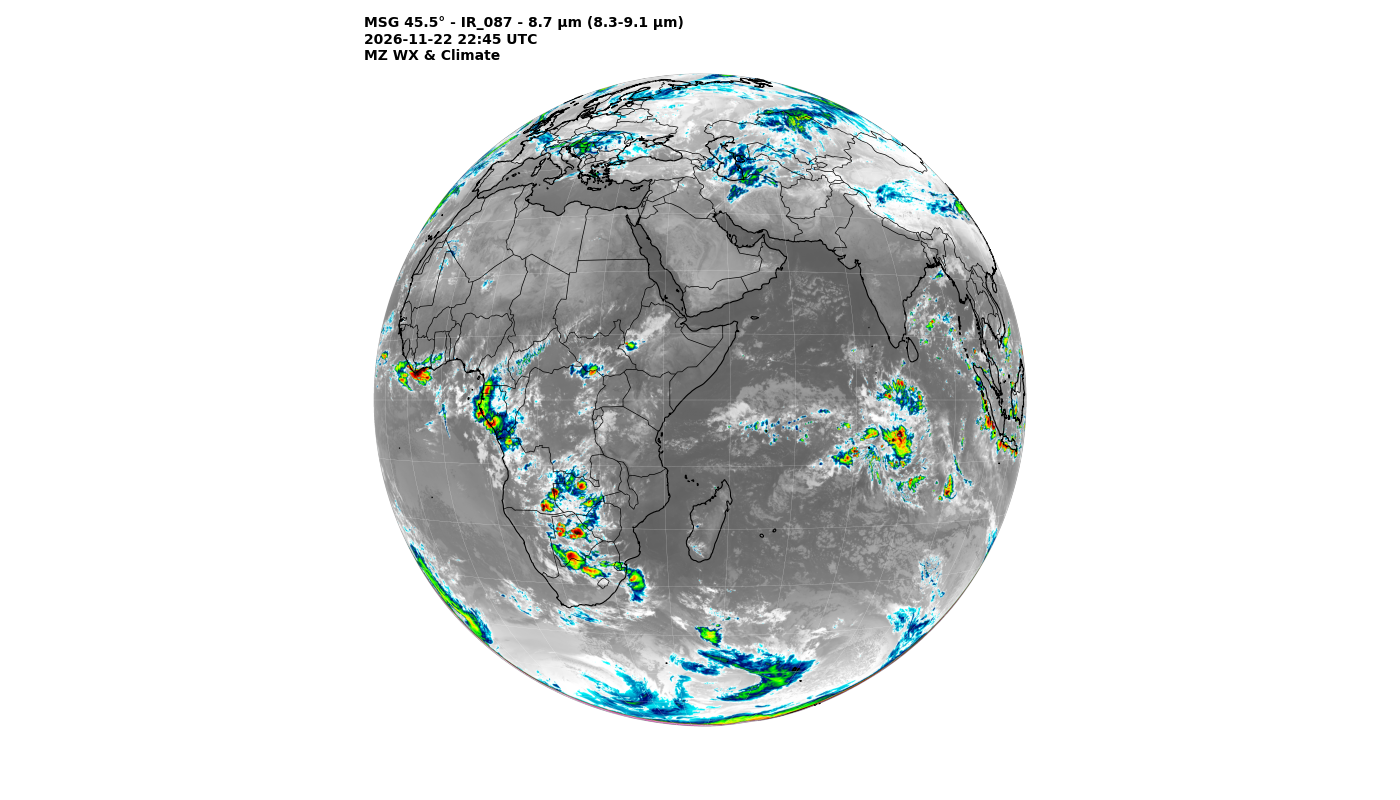 MSG 45.5° - IR_087 - 8.7 µm (8.3-9.1 µm)
2026-11-22 22:45 UTC
MZ WX & Climate